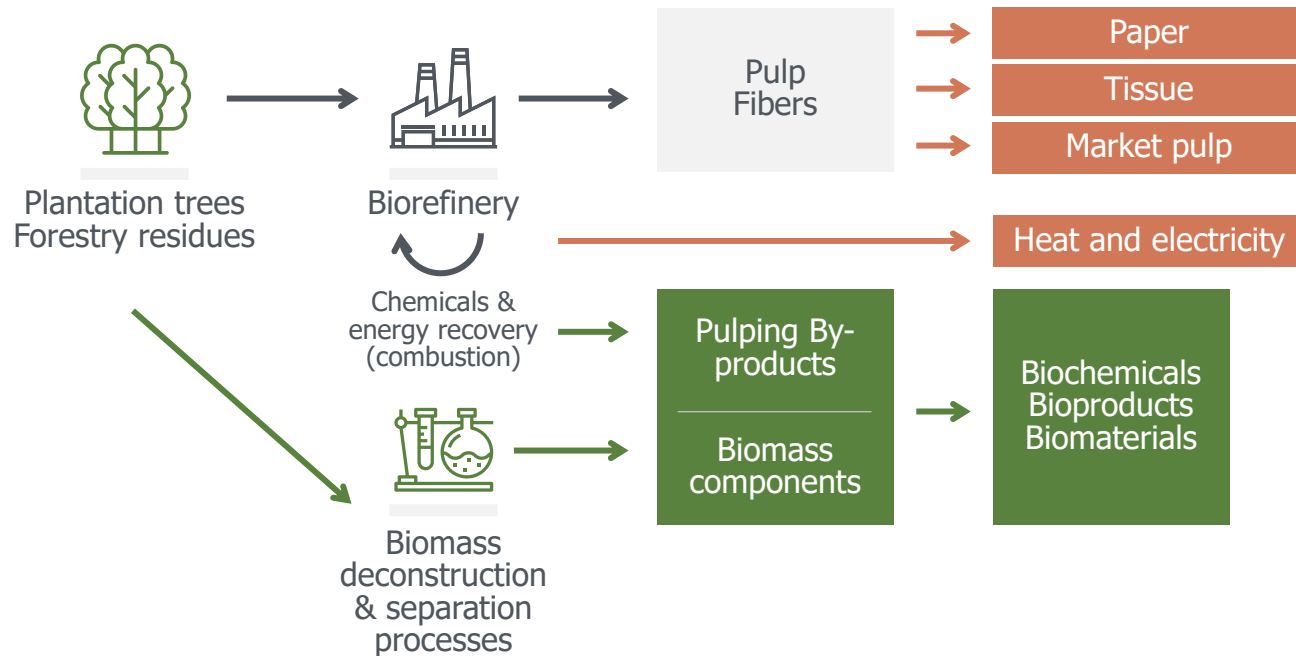 Plantation trees
Forestry residues
Biorefinery
Chemicals &
energy recovery
(combustion)
Biomass
deconstruction
& separation
processes
Pulp
Fibers
Pulping By-
products
Biomass
components
Paper
Tissue
Market pulp
Heat and electricity
Biochemicals
Bioproducts
Biomaterials